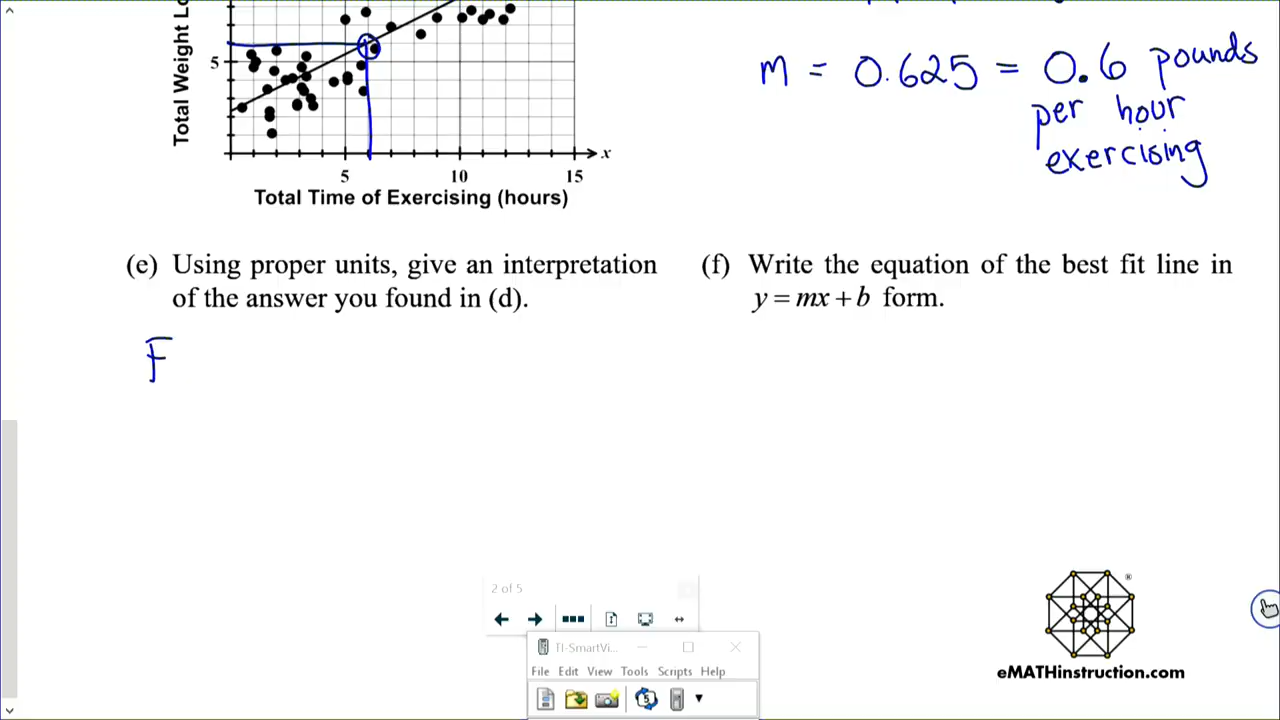 Total Weight Lo
5
x
5 10 15
Total Time of Exercising (hours)
m = 0.625 = 0.6 pounds
per hour
exercising
(e) Using proper units, give an interpretation
of the answer you found in (d).
(f) Write the equation of the best fit line in
y = mx + b form.
F
2 of 5
TI-SmartVi...
File Edit View Tools Scripts Help
5
®
eMATHinstruction.com